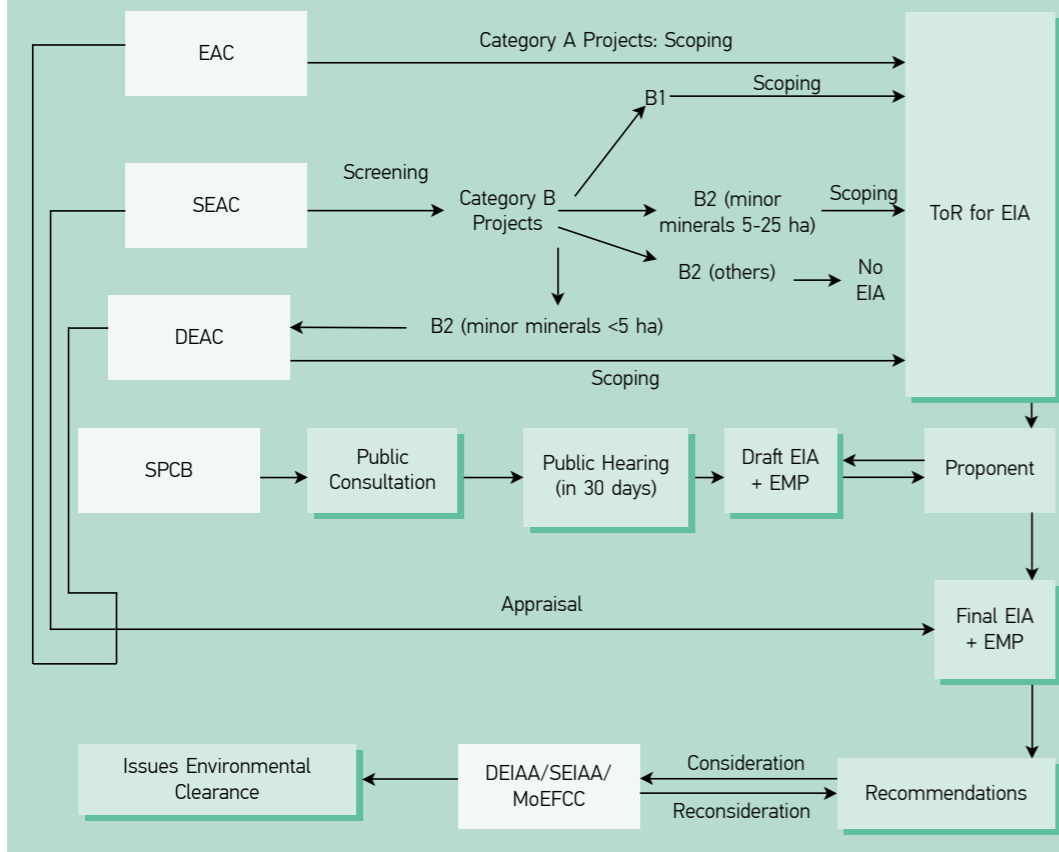 EAC
Category A Projects: Scoping
B1
Scoping
SEAC
Screening
Category B
Projects
B2 (minor
minerals 5-25 ha)
Scoping
ToR for EIA
B2 (others)
No
EIA
DEAC
B2 (minor minerals <5 ha)
Scoping
SPCB
Public
Consultation
Public Hearing
(in 30 days)
Draft EIA
+ EMP
Proponent
Appraisal
Final EIA
+ EMP
Issues Environmental
Clearance
DEIAA/SEIAA/
MoEFCC
Consideration
Reconsideration
Recommendations